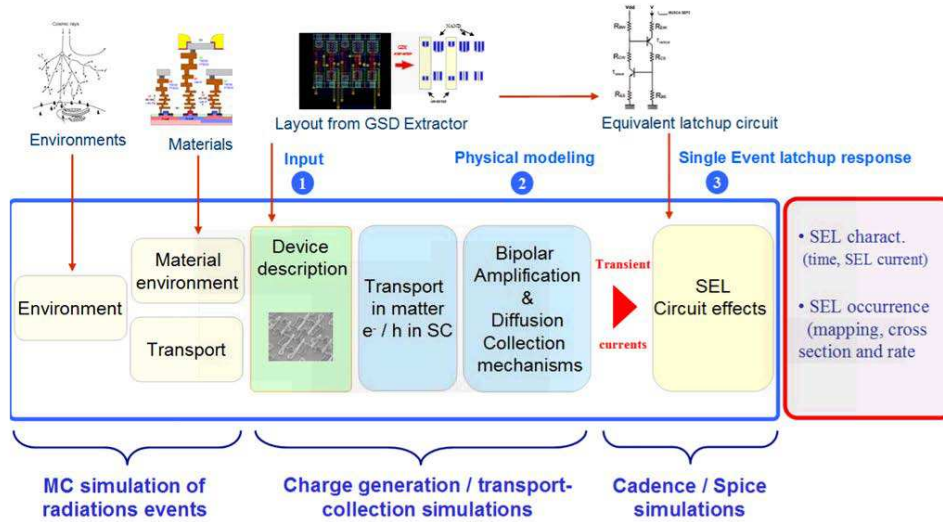 Cosmic rays
Environments
Materials
Layout from GSD Extractor
Equivalent latchup circuit
Input
1
Physical modeling
2
Single Event latchup response
3
Environment
Material
environment
Transport
Device
description
Transport
in matter
e- / h in SC
Bipolar
Amplification
&
Diffusion
Collection
mechanisms
Transient
currents
SEL
Circuit effects
• SEL charact.
(time, SEL current)
• SEL occurrence
(mapping, cross
section and rate
MC simulation of
radiations events
Charge generation / transport-
collection simulations
Cadence / Spice
simulations